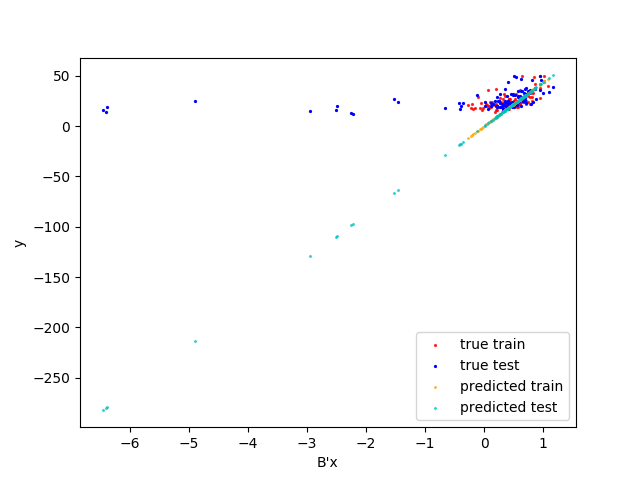 50
0
−50
−100
−150
−200
−250
y
−6 −5 −4 −3 −2 −1 0 1
B'x
true train
true test
predicted train
predicted test